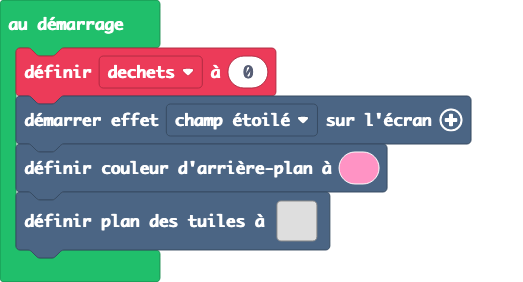 au démarrage
définir dechets à 0
démarrer effet champ étoilé sur l'écran
définir couleur d'arrière-plan à
définir plan des tuiles à